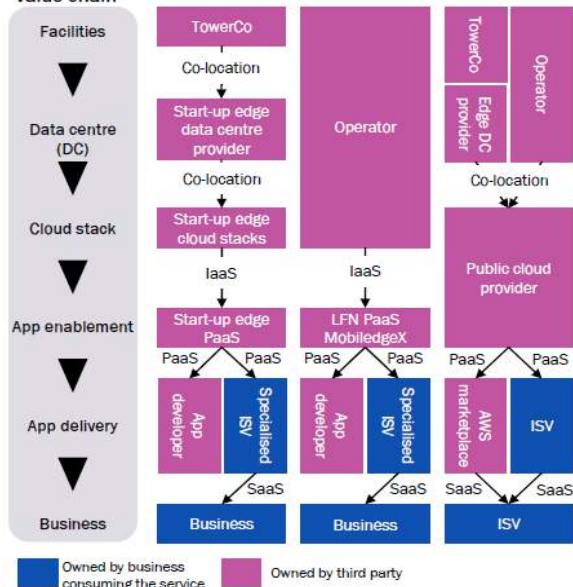 Value chain
Facilities
Data centre
(DC)
Cloud stack
App enablement
App delivery
Business
TowerCo
Co-location
Start-up edge
data centre
provider
Co-location
Start-up edge
cloud stacks
IaaS
Start-up edge
PaaS
PaaS
PaaS
App
developer
Specialised
ISV
SaaS
Business
Operator
IaaS
LFN PaaS
MobiledgeX
PaaS
PaaS
App
developer
Specialised
ISV
SaaS
Business
TowerCo
Edge DC
provider
Operator
Co-location
Public cloud
provider
PaaS
PaaS
AWS
marketplace
ISV
SaaS
SaaS
ISV
Owned by business
consuming the service
Owned by third party